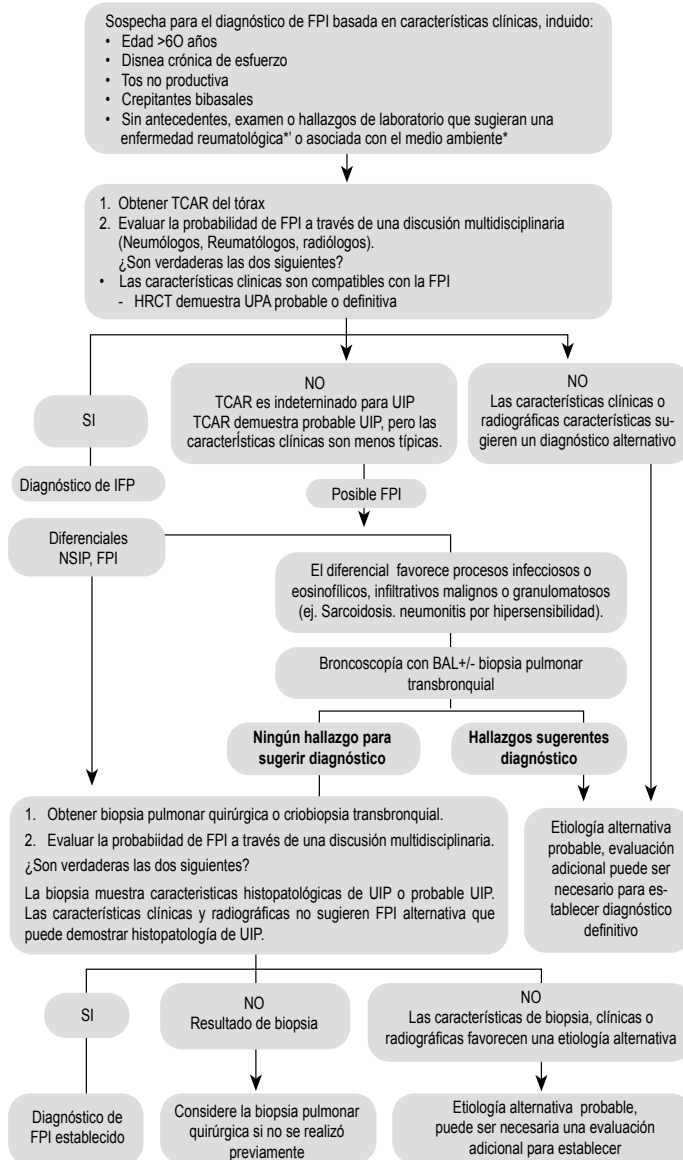 Sospecha para el diagnóstico de FPI basada en características clínicas, induido:
• Edad >6O años
• Disnea crónica de esfuerzo
• Tos no productiva
• Crepitantes bibasales
• Sin antecedentes, examen o hallazgos de laboratorio que sugieran una
enfermedad reumatológica*’ o asociada con el medio ambiente*
1. Obtener TCAR del tórax
2. Evaluar la probabilidad de FPI a través de una discusión multidisciplinaria
(Neumólogos, Reumatólogos, radiólogos).
¿Son verdaderas las dos siguientes?
• Las características clinicas son compatibles con la FPI
- HRCT demuestra UPA probable o definitiva
SI
NO
TCAR es indeterninado para UIP
TCAR demuestra probable UIP, pero las
características clínicas son menos típicas.
NO
Las características clínicas o
radiográficas características su-
gieren un diagnóstico alternativo
Diagnóstico de IFP
Posible FPI
Diferenciales
NSIP, FPI
El diferencial favorece procesos infecciosos o
eosinofílicos, infiltrativos malignos o granulomatosos
(ej. Sarcoidosis. neumonitis por hipersensibilidad).
Broncoscopía con BAL+/- biopsia pulmonar
transbronquial
Ningún hallazgo para
sugerir diagnóstico
Hallazgos sugerentes
diagnóstico
1. Obtener biopsia pulmonar quirúrgica o criobiopsia transbronquial.
2. Evaluar la probabiidad de FPI a través de una discusión multidisciplinaria.
¿Son verdaderas las dos siguientes?
La biopsia muestra caracteristicas histopatológicas de UIP o probable UIP.
Las características clínicas y radiográficas no sugieren FPI alternativa que
puede demostrar histopatología de UIP.
Etiología alternativa
probable, evaluación
adicional puede ser
necesario para es-
tablecer diagnóstico
definitivo
SI
NO
Resultado de biopsia
NO
Las características de biopsia, clínicas o
radiográficas favorecen una etiología alternativa
Diagnóstico de
FPI establecido
Considere la biopsia pulmonar
quirúrgica si no se realizó
previamente
Etiología alternativa probable,
puede ser necesaria una evaluación
adicional para establecer